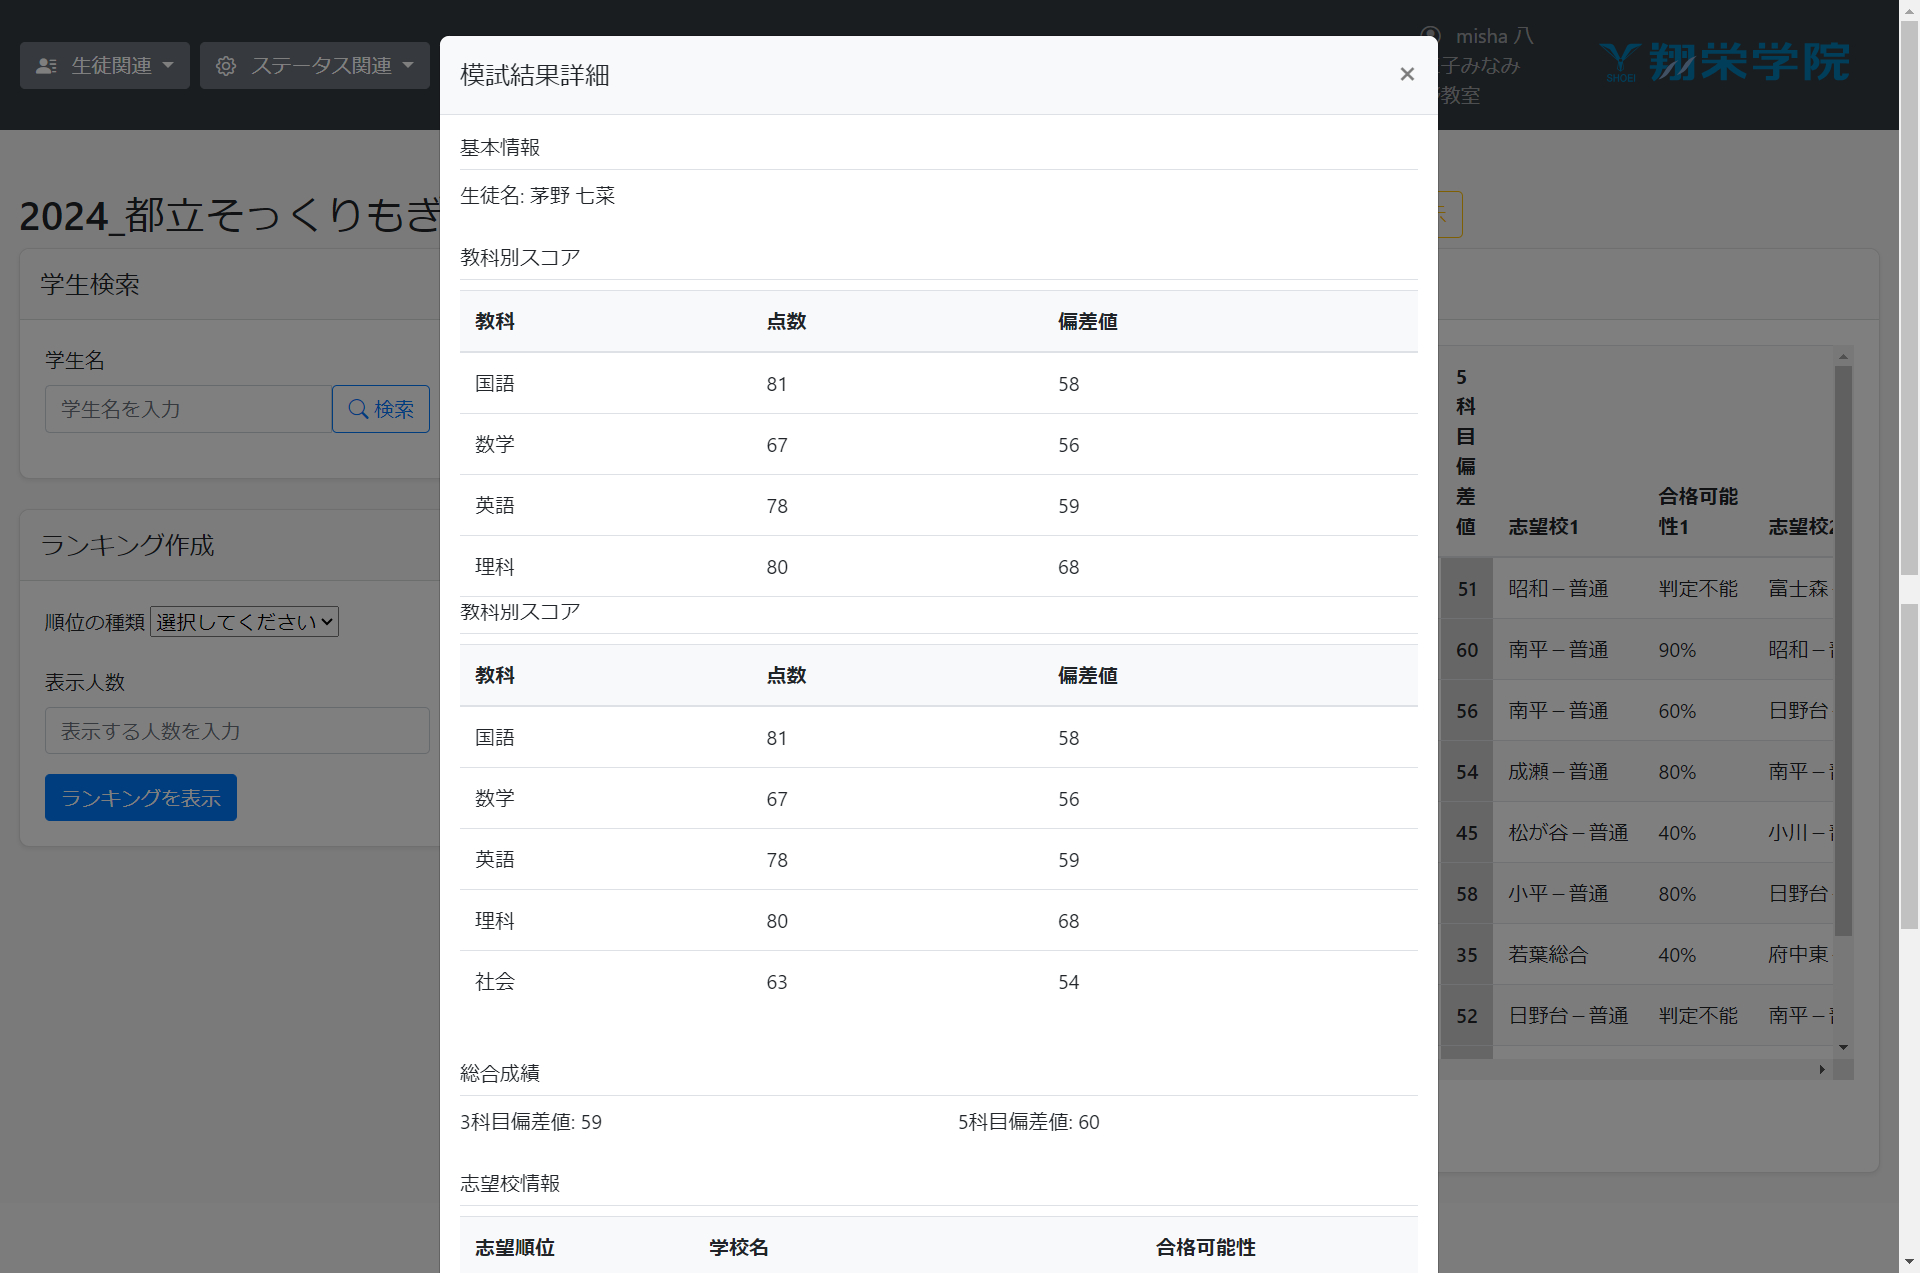 生徒関連
ステータス関連
misha 八
子みなみ
教室
SHOEI
翔栄学院
模試結果詳細
×
基本情報
生徒名: 茅野 七菜
2024_都立そっくりもぎ
学生検索
学生名
学生名を入力
検索
ランキング作成
順位の種類 選択してください
表示人数
表示する人数を入力
ランキングを表示
教科別スコア
教科 点数 偏差値
国語 81 58
数学 67 56
英語 78 59
理科 80 68
教科別スコア
教科 点数 偏差値
国語 81 58
数学 67 56
英語 78 59
理科 80 68
社会 63 54
総合成績
3科目偏差値: 59 5科目偏差値: 60
志望校情報
志望順位 学校名 合格可能性
5
科
目
偏
差 合格可能
値 志望校1 性1 志望校2
51 昭和－普通 判定不能 富士森
60 南平－普通 90% 昭和－
56 南平－普通 60% 日野台
54 成瀬－普通 80% 南平－
45 松が谷－普通 40% 小川－
58 小平－普通 80% 日野台
35 若葉総合 40% 府中東
52 日野台－普通 判定不能 南平－